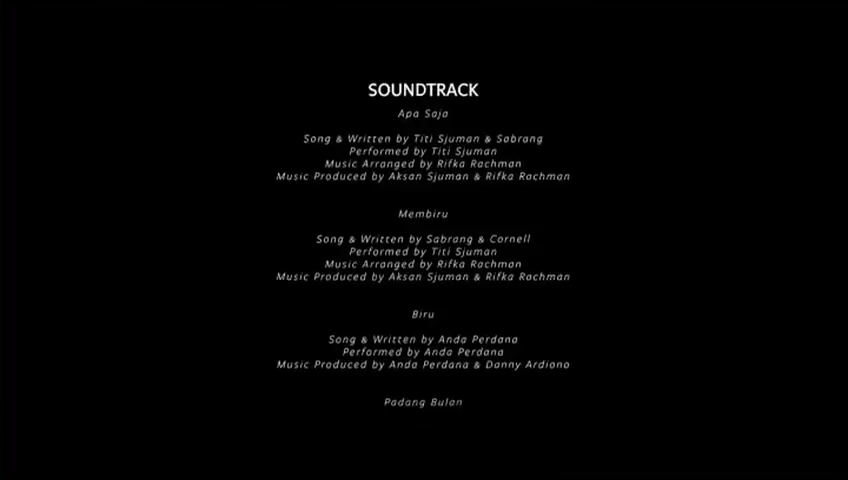 SOUNDTRACK
Apa Saja
Song & Written by Titi Sjuman & Sabrang
Performed by Titi Sjuman
Music Arranged by Rifka Rachman
Music Produced by Aksan Sjuman & Rifka Rachman
Membiru
Song & Written by Sabrang & Cornell
Performed by Titi Sjuman
Music Arranged by Rifka Rachman
Music Produced by Aksan Sjuman & Rifka Rachman
Biru
Song & Written by Anda Perdana
Performed by Anda Perdana
Music Produced by Anda Perdana & Danny Ardiono
Padang Bulan